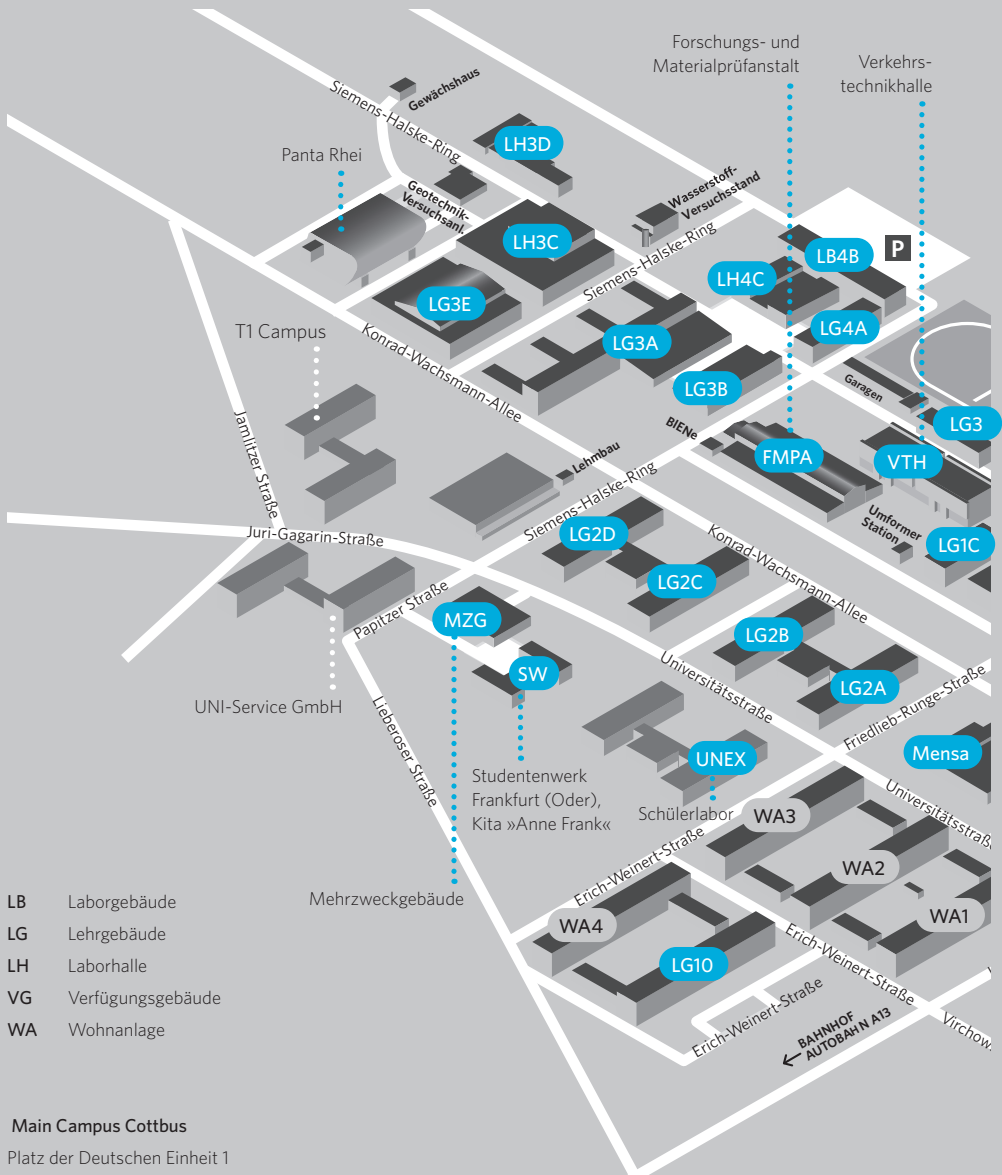 Forschungs- und
Materialprüfanstalt
Verkehrs-
technikhalle
Gewächshaus
Siemens-Halske-Ring
LH3D
Panta Rhei
Geotechnik-
Versuchsanl.
Wasserstoff-
Versuchsstand
LH3C
Siemens-Halske-Ring
LB4B
P
LH4C
LG3E
LG4A
T1 Campus
Konrad-Wachsmann-Allee
LG3A
LG3B
Garagen
LG3
Jamlitzer Straße
BIENe
FMPA
VTH
Lehmbau
Siemens-Halske-Ring
Umformer
Station
LG1C
Juri-Gagarin-Straße
LG2D
LG2C
Konrad-Wachsmann-Allee
Papitzer Straße
MZG
LG2B
SW
Universitätsstraße
LG2A
Friedlieb-Runge-Straße
UNI-Service GmbH
Lieberoser Straße
UNEX
Mensa
Studentenwerk
Frankfurt (Oder),
Kita »Anne Frank«
Schülerlabor
WA3
Universitätsstraße
Erich-Weinert-Straße
WA2
Mehrzweckgebäude
WA4
WA1
LG10
Erich-Weinert-Straße
Erich-Weinert-Straße
Virchow
BAHNHOF
AUTOBAHN A13
LB Laborgebäude
LG Lehrgebäude
LH Laborhalle
VG Verfügungsgebäude
WA Wohnanlage
Main Campus Cottbus
Platz der Deutschen Einheit 1